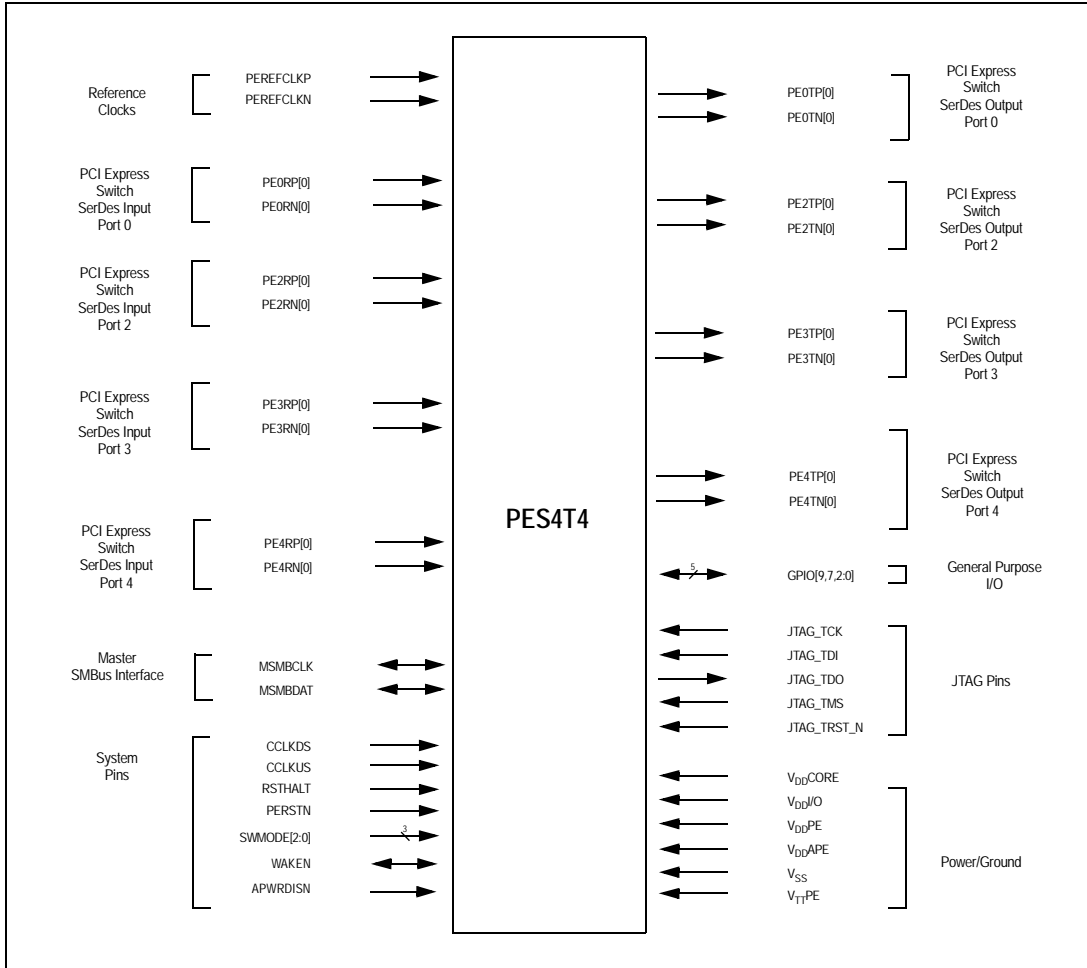 Reference
Clocks
PEREFCLKP
PEREFCLKN
PCI Express
Switch
SerDes Input
Port 0
PE0RP[0]
PE0RN[0]
PCI Express
Switch
SerDes Input
Port 2
PE2RP[0]
PE2RN[0]
PCI Express
Switch
SerDes Input
Port 3
PE3RP[0]
PE3RN[0]
PCI Express
Switch
SerDes Input
Port 4
PE4RP[0]
PE4RN[0]
Master
SMBus Interface
MSMBCLK
MSMBDAT
System
Pins
CCLKDS
CCLKUS
RSTHALT
PERSTN
SWMODE[2:0]
3
WAKEN
APWRDISN
PES4T4
PE0TP[0]
PE0TN[0]
PCI Express
Switch
SerDes Output
Port 0
PE2TP[0]
PE2TN[0]
PCI Express
Switch
SerDes Output
Port 2
PE3TP[0]
PE3TN[0]
PCI Express
Switch
SerDes Output
Port 3
PE4TP[0]
PE4TN[0]
PCI Express
Switch
SerDes Output
Port 4
5
GPIO[9,7,2:0]
General Purpose
I/O
JTAG_TCK
JTAG_TDI
JTAG_TDO
JTAG_TMS
JTAG_TRST_N
JTAG Pins
VDDCORE
VDDI/O
VDDPE
VDDAPE
VSS
VTTPE
Power/Ground